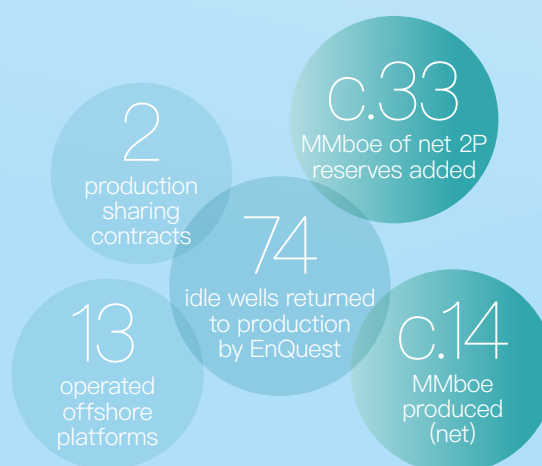 c.33
MMboe of net 2P
reserves added
2
production
sharing
contracts
74
idle wells returned
to production
by EnQuest
13
operated
offshore
platforms
c.14
MMboe
produced
(net)